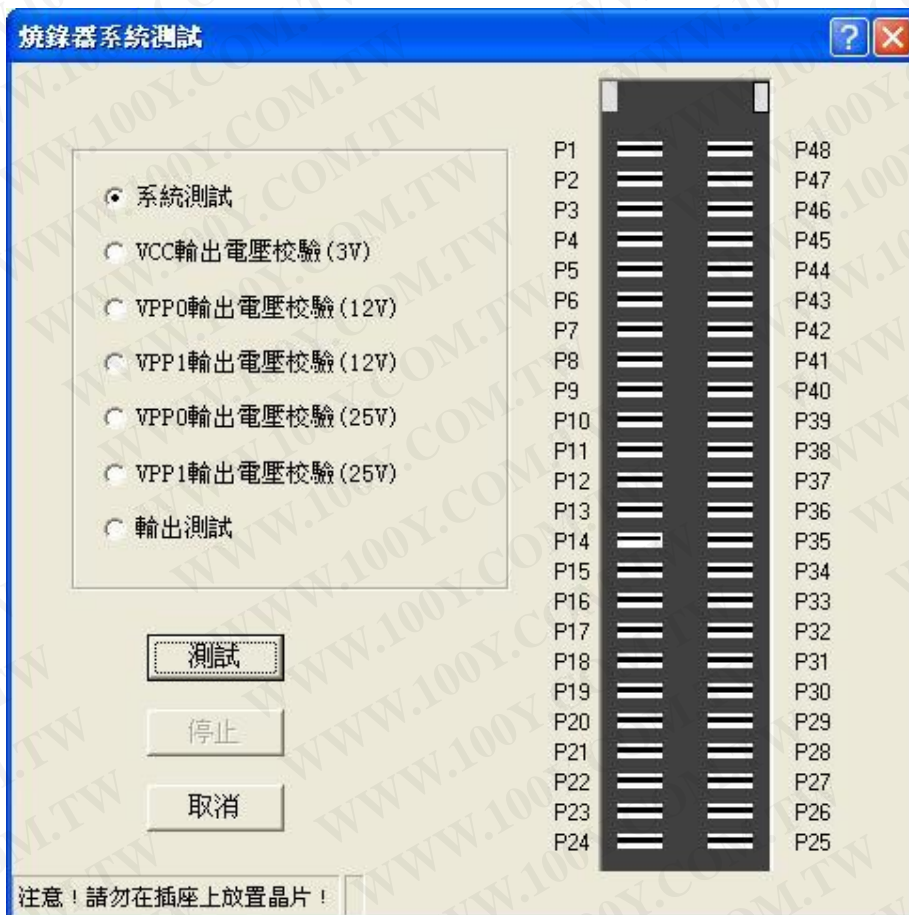 燒錄器系統測試
系統測試
VCC輸出電壓校驗(3V)
VPP0輸出電壓校驗(12V)
VPP1輸出電壓校驗(12V)
VPP0輸出電壓校驗(25V)
VPP1輸出電壓校驗(25V)
輸出測試
測試
停止
取消
注意!請勿在插座上放置晶片!
P1 P48
P2 P47
P3 P46
P4 P45
P5 P44
P6 P43
P7 P42
P8 P41
P9 P40
P10 P39
P11 P38
P12 P37
P13 P36
P14 P35
P15 P34
P16 P33
P17 P32
P18 P31
P19 P30
P20 P29
P21 P28
P22 P27
P23 P26
P24 P25
WWW.100Y.COM.TW